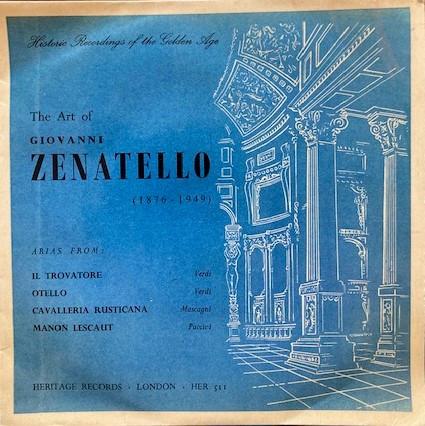 Historic Recordings of the Golden Age
The Art of
GIOVANNI
ZENATELLO
(1876-1949)
ARIAS FROM:
IL TROVATORE Verdi
OTELLO Verdi
CAVALLERIA RUSTICANA Mascagni
MANON LESCAUT Puccini
HERITAGE RECORDS · LONDON · HER 511